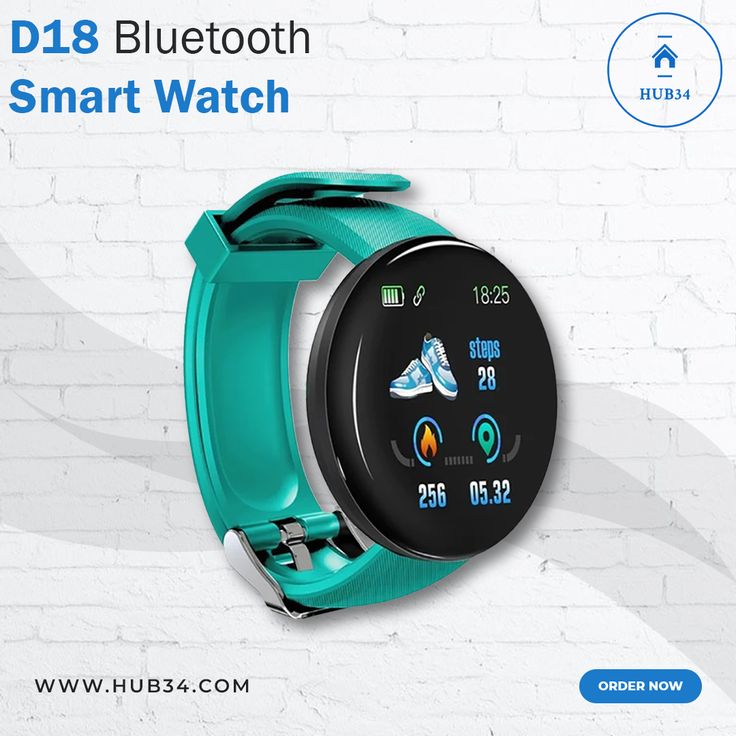 D18 Bluetooth
Smart Watch
HUB34
18:25
steps
28
256
05.32
WWW.HUB34.COM
ORDER NOW